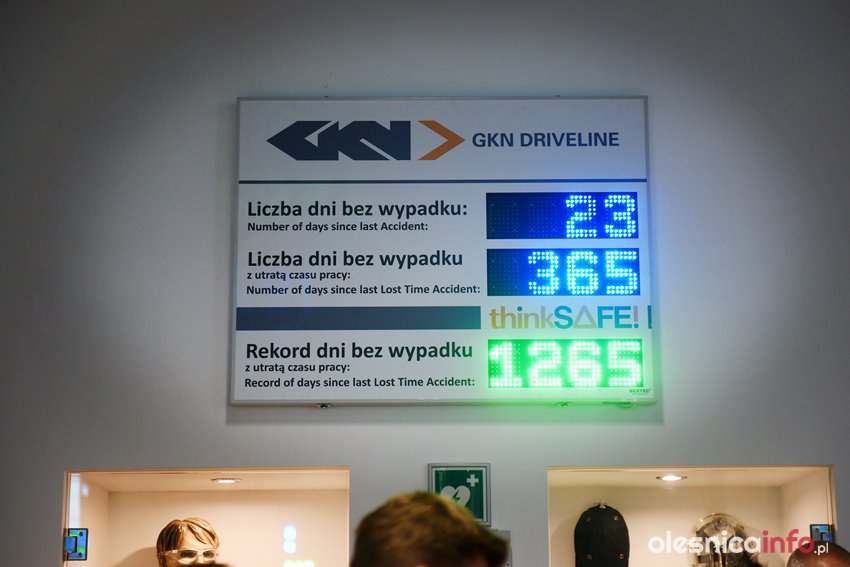 GKN GKN DRIVELINE
Liczba dni bez wypadku: 23
Number of days since last Accident:
Liczba dni bez wypadku 365
z utratą czasu pracy:
Number of days since last Lost Time Accident:
thinkSAFE!
Rekord dni bez wypadku 1265
z utratą czasu pracy:
Record of days since last Lost Time Accident:
olesnicainfo.pl